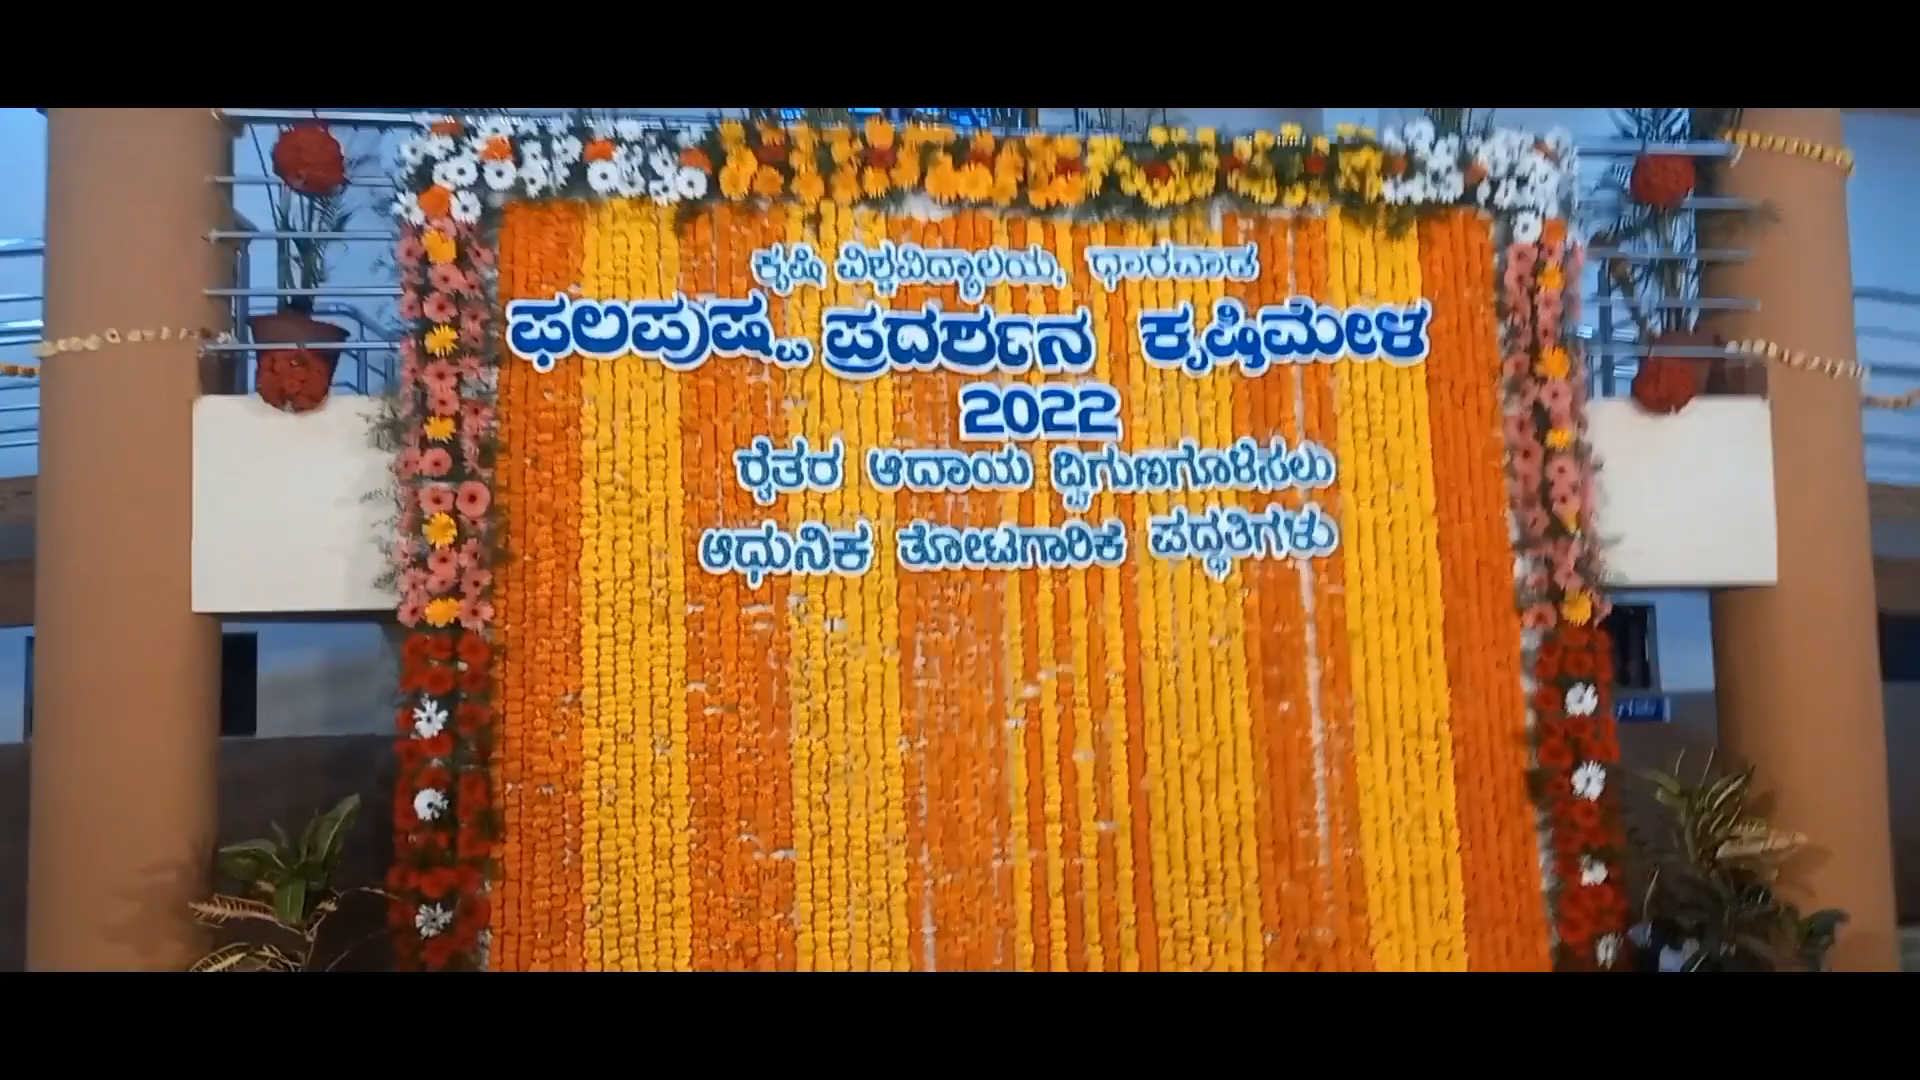 ಕೃಷಿ ವಿಶ್ವವಿದ್ಯಾಲಯ, ಧಾರವಾಡ
ಫಲಪುಷ್ಪ ಪ್ರದರ್ಶನ ಕೃಷಿಮೇಳ
2022
ರೈತರ ಆದಾಯ ದ್ವಿಗುಣಗೊಳಿಸಲು
ಆಧುನಿಕ ತೋಟಗಾರಿಕೆ ಪದ್ಧತಿಗಳು